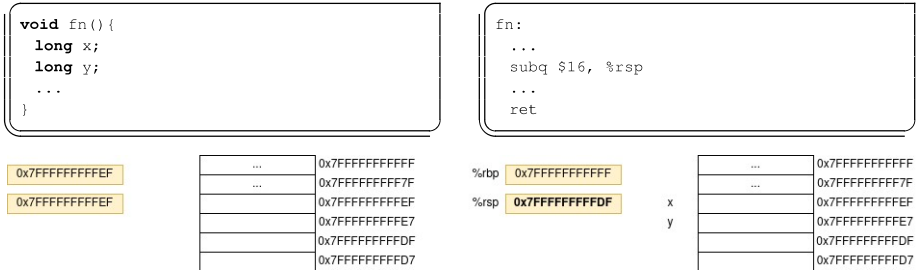 void fn(){
long x;
long y;
...
}
fn:
...
subq $16, %rsp
...
ret
0x7FFFFFFFFFEF
0x7FFFFFFFFFEF
... 0x7FFFFFFFFFFF
... 0x7FFFFFFFFF7F
0x7FFFFFFFFFEF
0x7FFFFFFFFFE7
0x7FFFFFFFFFDF
0x7FFFFFFFFFD7
%rbp 0x7FFFFFFFFFFF
%rsp 0x7FFFFFFFFFDF
... 0x7FFFFFFFFFFF
... 0x7FFFFFFFFF7F
x 0x7FFFFFFFFFEF
y 0x7FFFFFFFFFE7
0x7FFFFFFFFFDF
0x7FFFFFFFFFD7